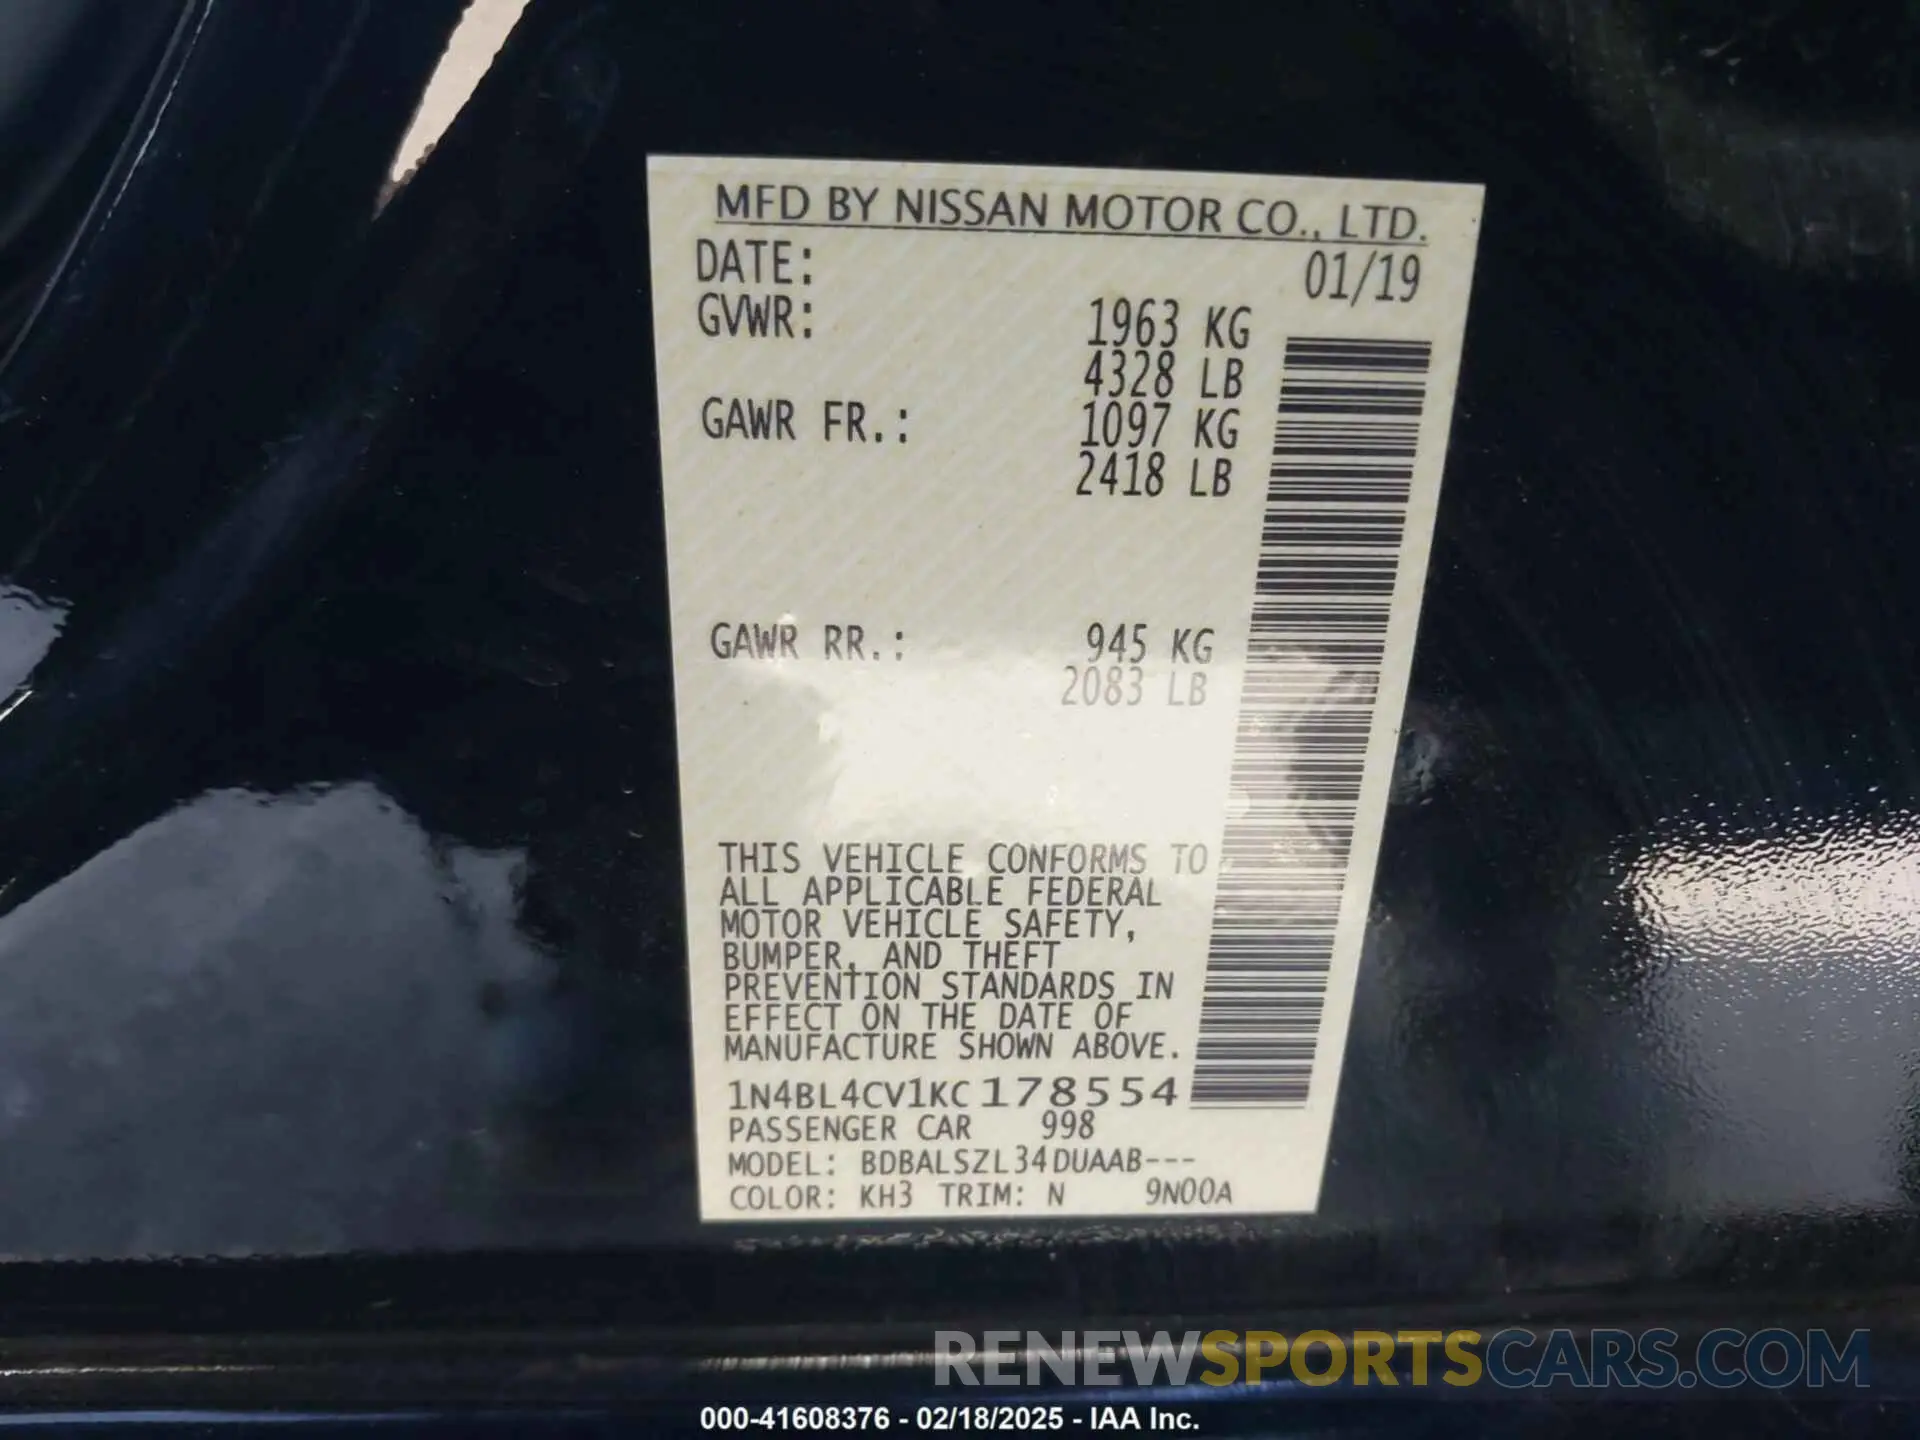 MFD BY NISSAN MOTOR CO., LTD.
DATE: 01/19
GVWR: 1963 KG
4328 LB
GAWR FR.: 1097 KG
2418 LB
GAWR RR.: 945 KG
2083 LB
THIS VEHICLE CONFORMS TO
ALL APPLICABLE FEDERAL
MOTOR VEHICLE SAFETY,
BUMPER, AND THEFT
PREVENTION STANDARDS IN
EFFECT ON THE DATE OF
MANUFACTURE SHOWN ABOVE.
1N4BL4CV1KC178554
PASSENGER CAR 998
MODEL: BDBALSZL34DUAAB---
COLOR: KH3 TRIM: N 9N00A
RENEWSPORTSCARS.COM
000-41608376 - 02/18/2025 - IAA Inc.